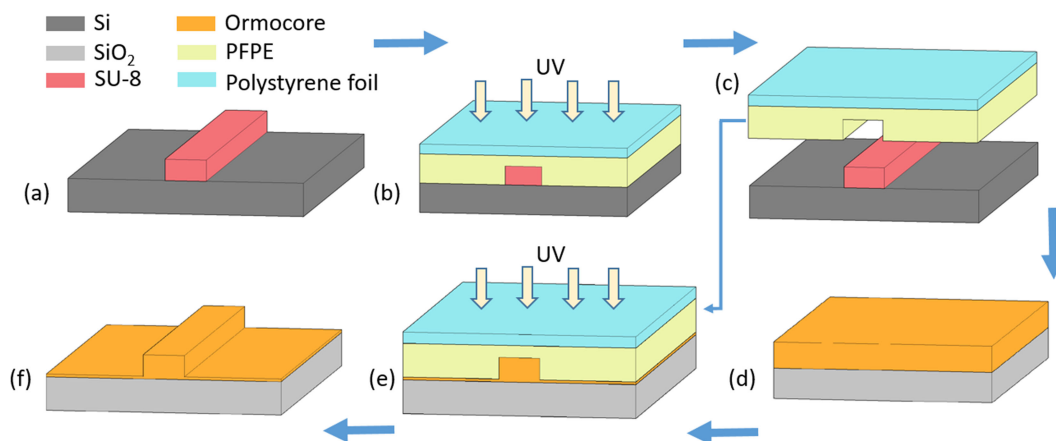 Si
SiO2
SU-8
Ormocore
PFPE
Polystyrene foil
(a)
UV
(b)
(c)
UV
(f)
(e)
(d)